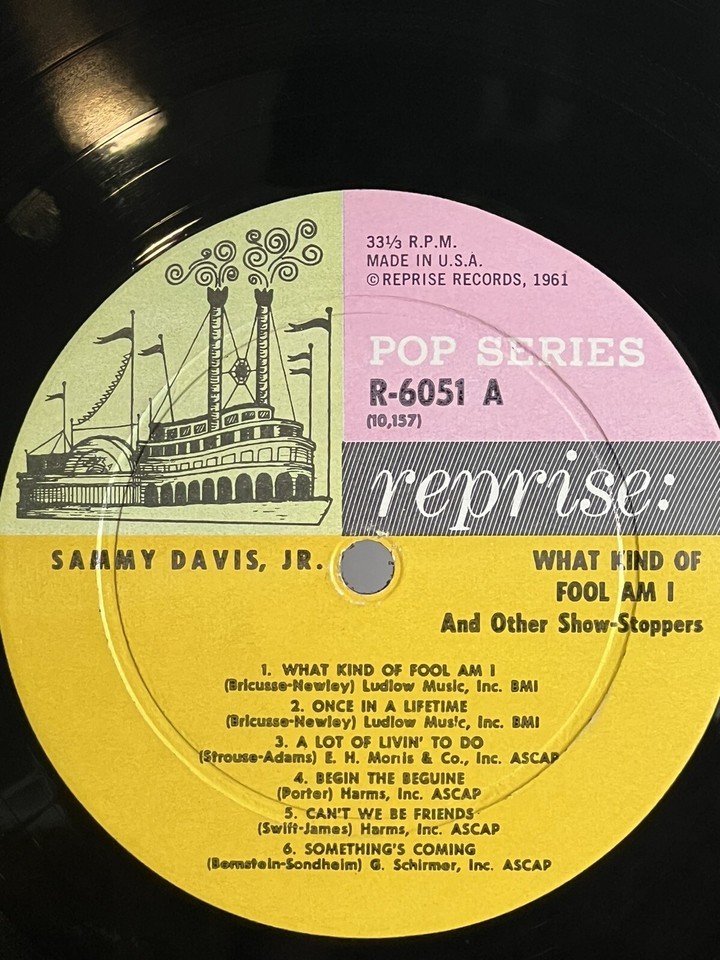 33⅓ R.P.M.
MADE IN U.S.A.
©REPRISE RECORDS, 1961
POP SERIES
R-6051 A
(10,157)
reprise:
SAMMY DAVIS, JR.
WHAT KIND OF
FOOL AM I
And Other Show-Stoppers
1. WHAT KIND OF FOOL AM I
(Bricusse-Newley) Ludlow Music, Inc. BMI
2. ONCE IN A LIFETIME
(Bricusse-Newley) Ludlow Music, Inc. BMI
3. A LOT OF LIVIN' TO DO
(Strouse-Adams) E. H. Morris & Co., Inc. ASCAP
4. BEGIN THE BEGUINE
(Porter) Harms, Inc. ASCAP
5. CAN'T WE BE FRIENDS
(Swift-James) Harms, Inc. ASCAP
6. SOMETHING'S COMING
(Bernstein-Sondheim) G. Schirmer, Inc. ASCAP